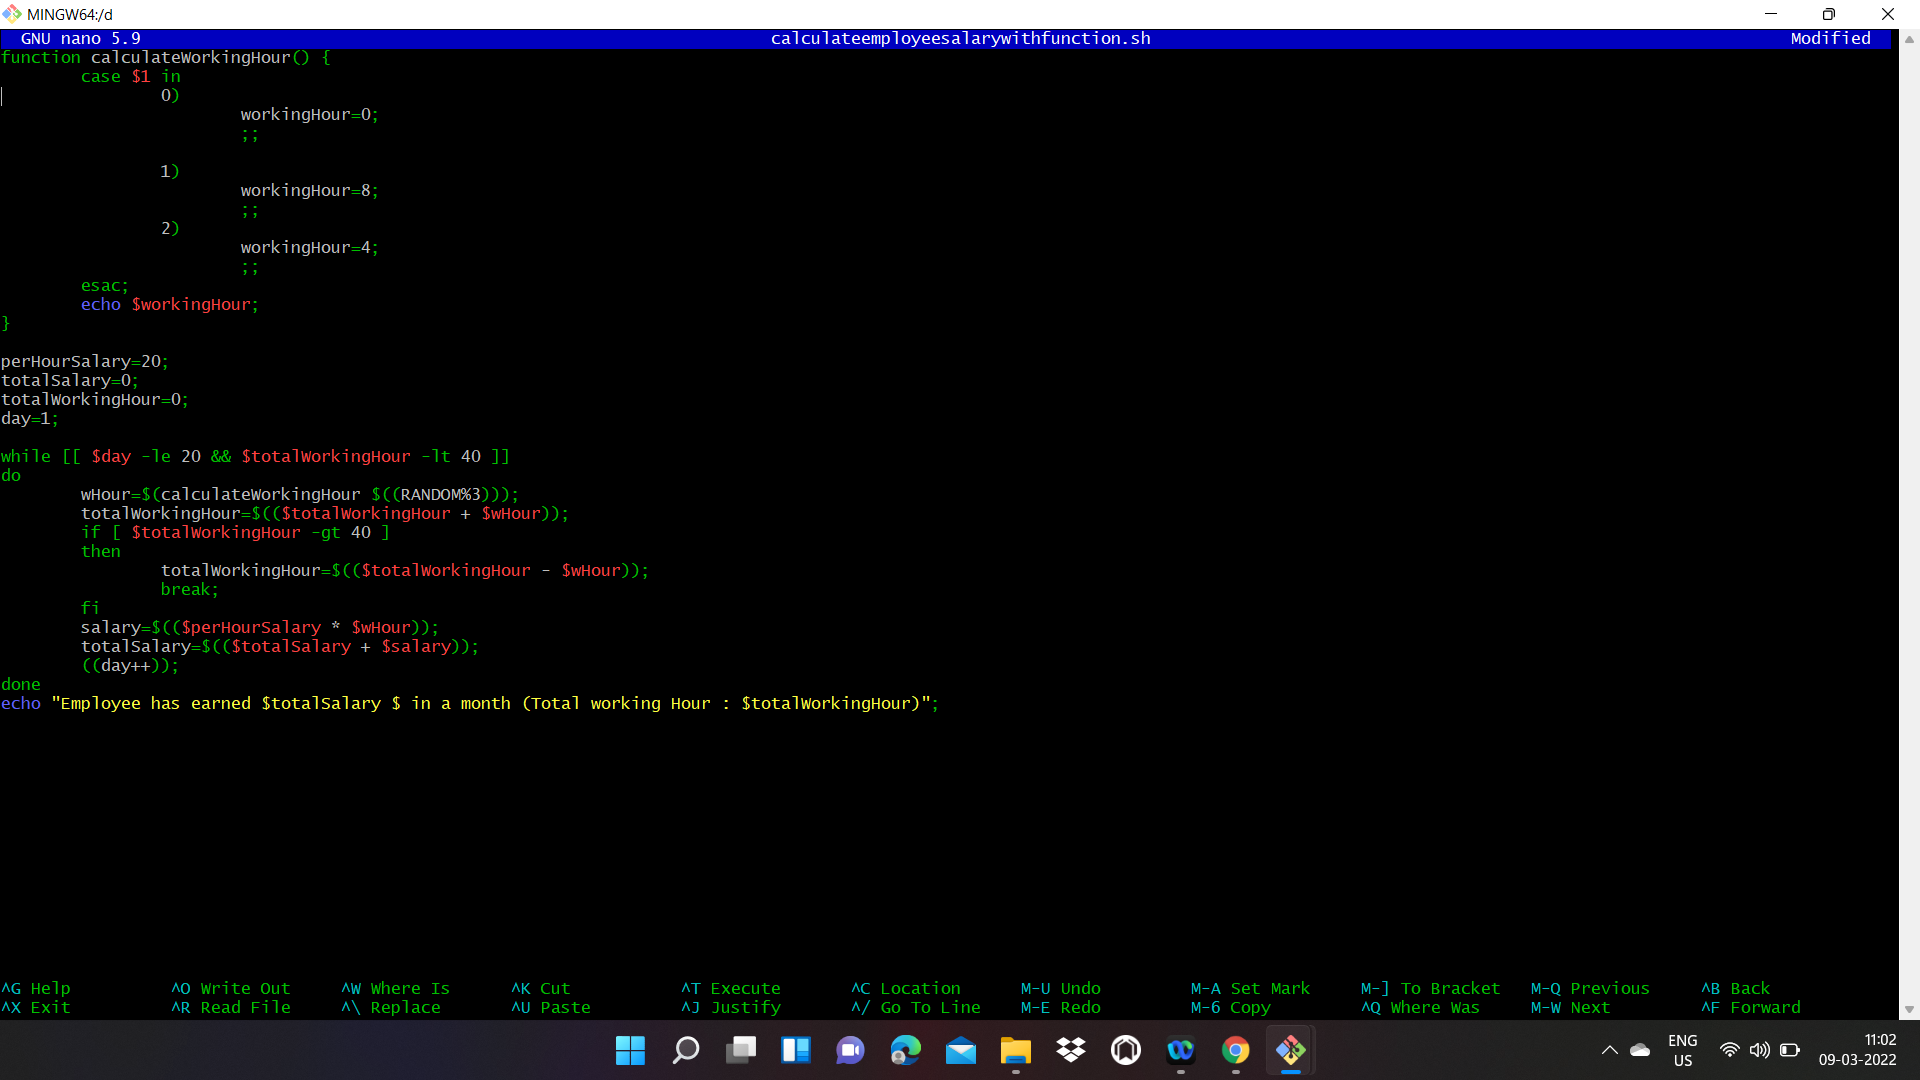 MINGW64:/d
GNU nano 5.9 calculateemployeesalarywithfunction.sh Modified
function calculateWorkingHour() {
        case $1 in
                0)
                        workingHour=0;
                        ;;

                1)
                        workingHour=8;
                        ;;
                2)
                        workingHour=4;
                        ;;
        esac;
        echo $workingHour;
}

perHourSalary=20;
totalSalary=0;
totalWorkingHour=0;
day=1;

while [[ $day -le 20 && $totalWorkingHour -lt 40 ]]
do
        wHour=$(calculateWorkingHour $((RANDOM%3)));
        totalWorkingHour=$(($totalWorkingHour + $wHour));
        if [ $totalWorkingHour -gt 40 ]
        then
                totalWorkingHour=$(($totalWorkingHour - $wHour));
                break;
        fi
        salary=$(($perHourSalary * $wHour));
        totalSalary=$(($totalSalary + $salary));
        ((day++));
done
echo "Employee has earned $totalSalary $ in a month (Total working Hour : $totalWorkingHour)";
^G Help ^O Write Out ^W Where Is ^K Cut ^T Execute ^C Location M-U Undo M-A Set Mark M-] To Bracket M-Q Previous ^B Back
^X Exit ^R Read File ^\ Replace ^U Paste ^J Justify ^/ Go To Line M-E Redo M-6 Copy ^Q Where Was M-W Next ^F Forward
ENG
US
11:02
09-03-2022